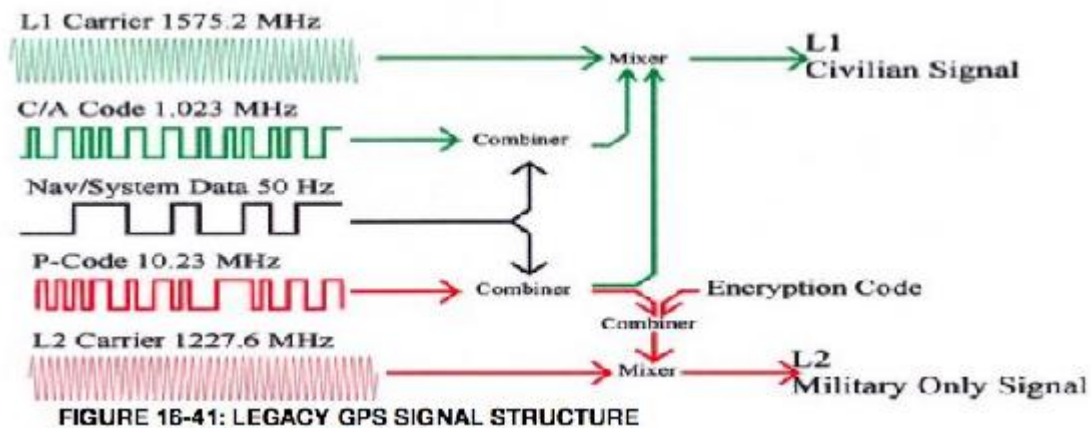 L1 Carrier 1575.2 MHz
Mixer
L1
Civilian Signal
C/A Code 1.023 MHz
Combiner
Nav/System Data 50 Hz
P-Code 10.23 MHz
Combiner
Encryption Code
Combiner
L2 Carrier 1227.6 MHz
Mixer
L2
Military Only Signal
FIGURE 16-41: LEGACY GPS SIGNAL STRUCTURE